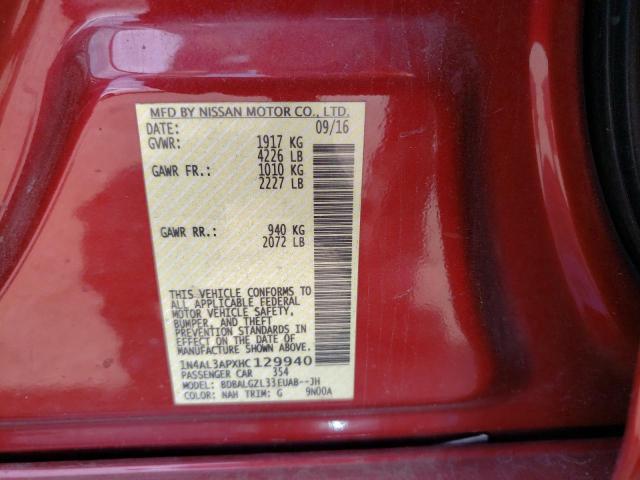 MFD BY NISSAN MOTOR CO., LTD.
DATE: 09/16
GVWR: 1917 KG
4226 LB
GAWR FR.: 1010 KG
2227 LB
GAWR RR.: 940 KG
2072 LB
THIS VEHICLE CONFORMS TO
ALL APPLICABLE FEDERAL
MOTOR VEHICLE SAFETY,
BUMPER, AND THEFT
PREVENTION STANDARDS IN
EFFECT ON THE DATE OF
MANUFACTURE SHOWN ABOVE.
1N4AL3APXHC129940
PASSENGER CAR 354
MODEL: BDBALGZL33EUAB--JH
COLOR: NAH TRIM: G 9N00A